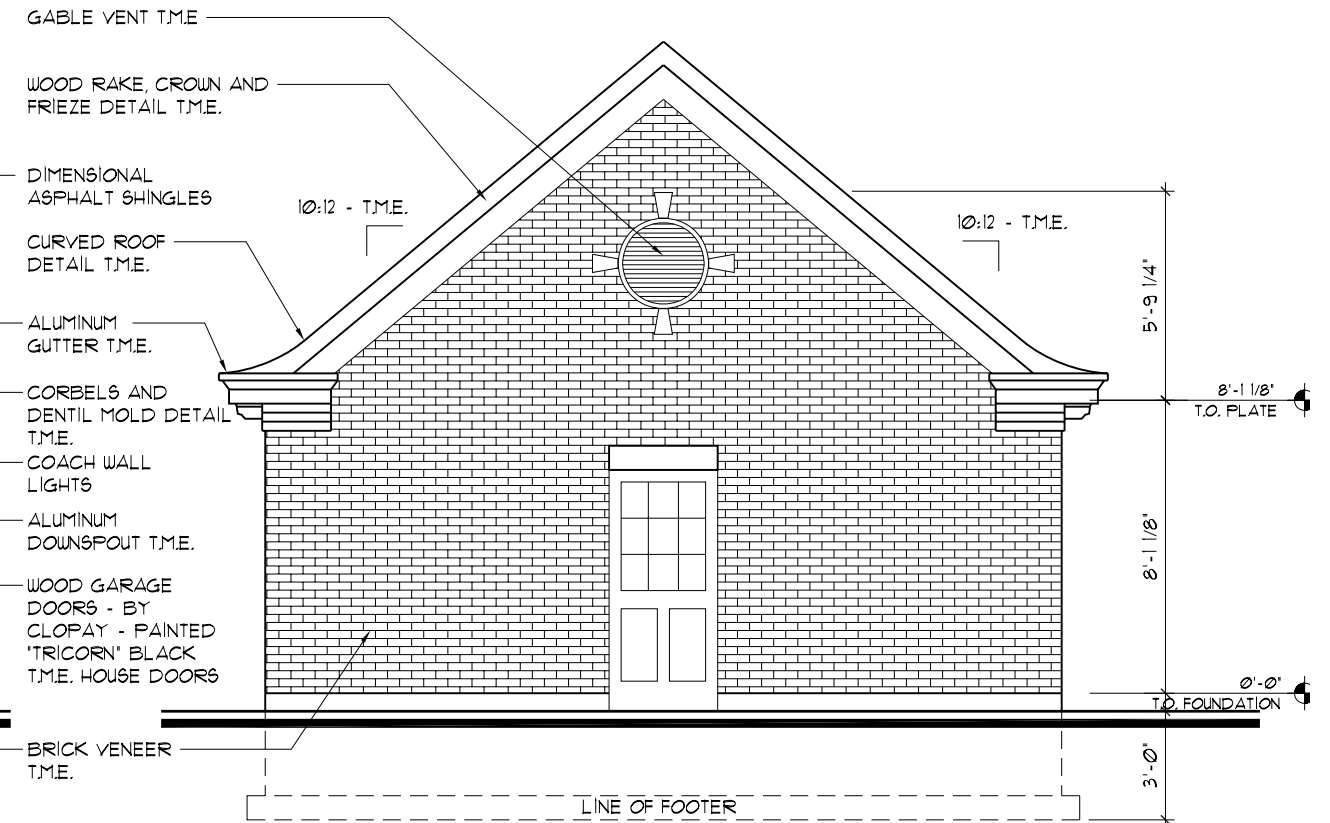 GABLE VENT T.M.E
WOOD RAKE, CROWN AND
FRIEZE DETAIL T.M.E.
DIMENSIONAL
ASPHALT SHINGLES
CURVED ROOF
DETAIL T.M.E.
ALUMINUM
GUTTER T.M.E.
CORBELS AND
DENTIL MOLD DETAIL
T.M.E.
COACH WALL
LIGHTS
ALUMINUM
DOWNSPOUT T.M.E.
WOOD GARAGE
DOORS - BY
CLOPAY - PAINTED
"TRICORN" BLACK
T.M.E. HOUSE DOORS
BRICK VENEER
T.M.E.
10:12 - T.M.E.
10:12 - T.M.E.
5'-9 1/4"
8'-1 1/8"
T.O. PLATE
8'-1 1/8"
0'-0"
T.O. FOUNDATION
3'-0"
LINE OF FOOTER